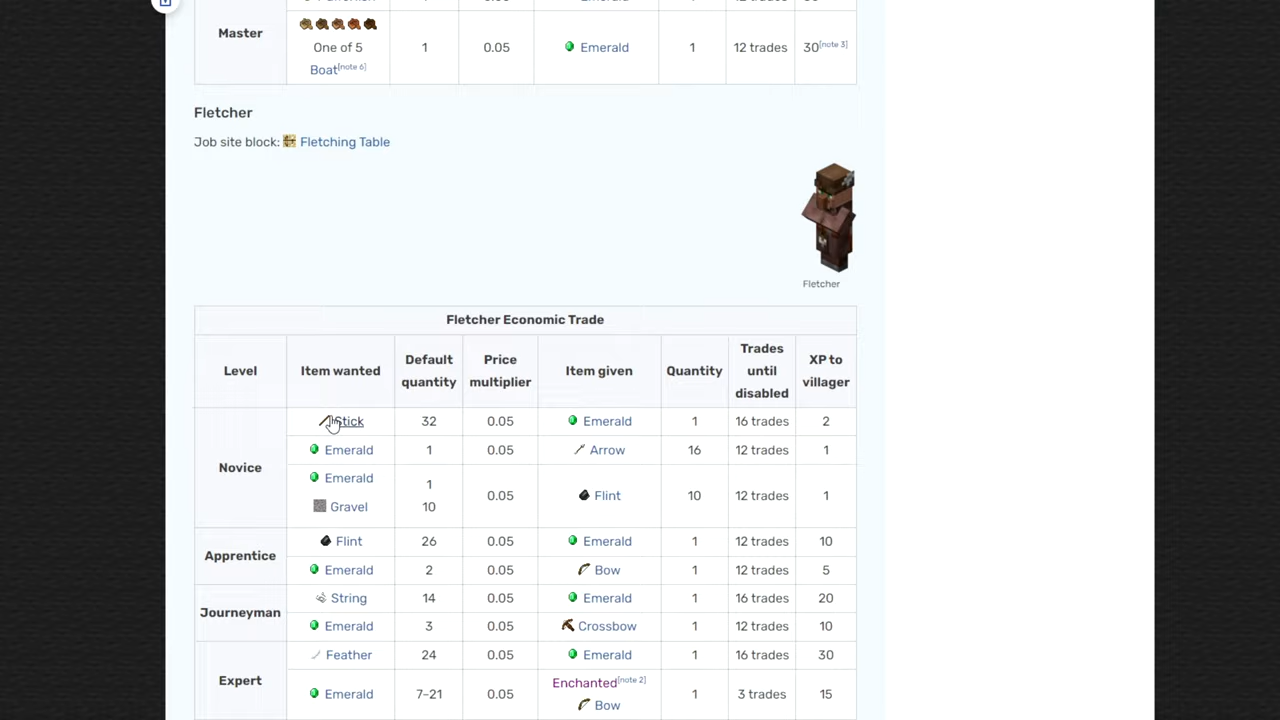 Master
One of 5
Boat[note 6]
1
0.05
Emerald
1
12 trades
30[note 3]
Fletcher
Job site block: Fletching Table
Fletcher
Fletcher Economic Trade
Level
Item wanted
Default quantity
Price multiplier
Item given
Quantity
Trades until disabled
XP to villager
Novice
Stick 32 0.05 Emerald 1 16 trades 2
Emerald 1 0.05 Arrow 16 12 trades 1
Emerald 1
Gravel 10
0.05 Flint 10 12 trades 1
Apprentice
Flint 26 0.05 Emerald 1 12 trades 10
Emerald 2 0.05 Bow 1 12 trades 5
Journeyman
String 14 0.05 Emerald 1 16 trades 20
Emerald 3 0.05 Crossbow 1 12 trades 10
Expert
Feather 24 0.05 Emerald 1 16 trades 30
Emerald 7–21 0.05 Enchanted[note 2] Bow 1 3 trades 15